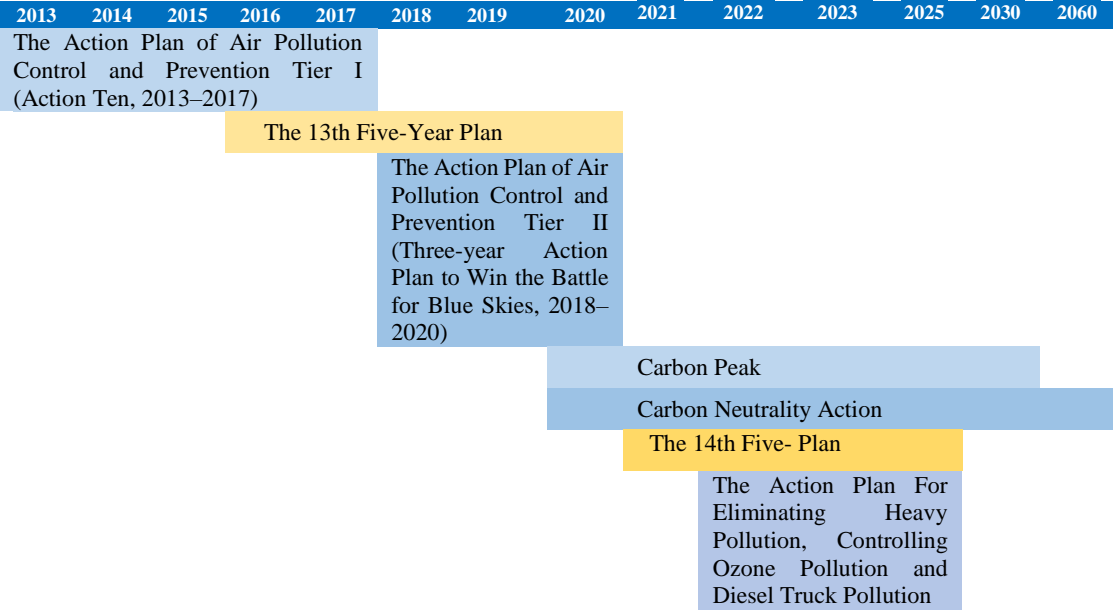 2013 2014 2015 2016 2017 2018 2019 2020 2021 2022 2023 2025 2030 2060
The Action Plan of Air Pollution
Control and Prevention Tier I
(Action Ten, 2013–2017)
The 13th Five-Year Plan
The Action Plan of Air
Pollution Control and
Prevention Tier II
(Three-year Action
Plan to Win the Battle
for Blue Skies, 2018–
2020)
Carbon Peak
Carbon Neutrality Action
The 14th Five- Plan
The Action Plan For
Eliminating Heavy
Pollution, Controlling
Ozone Pollution and
Diesel Truck Pollution